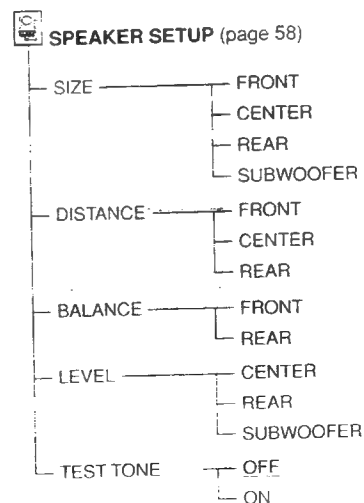 SPEAKER SETUP (page 58)
SIZE FRONT
CENTER
REAR
SUBWOOFER
DISTANCE FRONT
CENTER
REAR
BALANCE FRONT
REAR
LEVEL CENTER
REAR
SUBWOOFER
TEST TONE OFF
ON